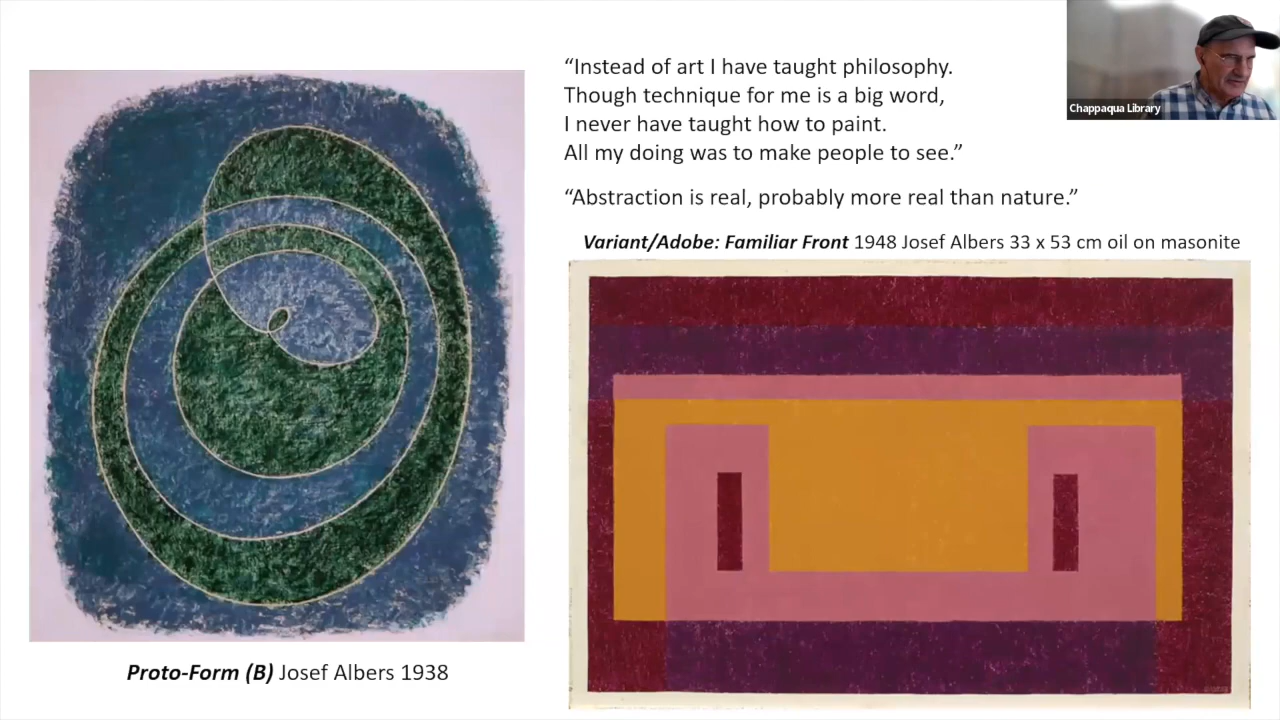 “Instead of art I have taught philosophy.
Though technique for me is a big word,
I never have taught how to paint.
All my doing was to make people to see.”
“Abstraction is real, probably more real than nature.”
Chappaqua Library
Variant/Adobe: Familiar Front 1948 Josef Albers 33 x 53 cm oil on masonite
Proto-Form (B) Josef Albers 1938